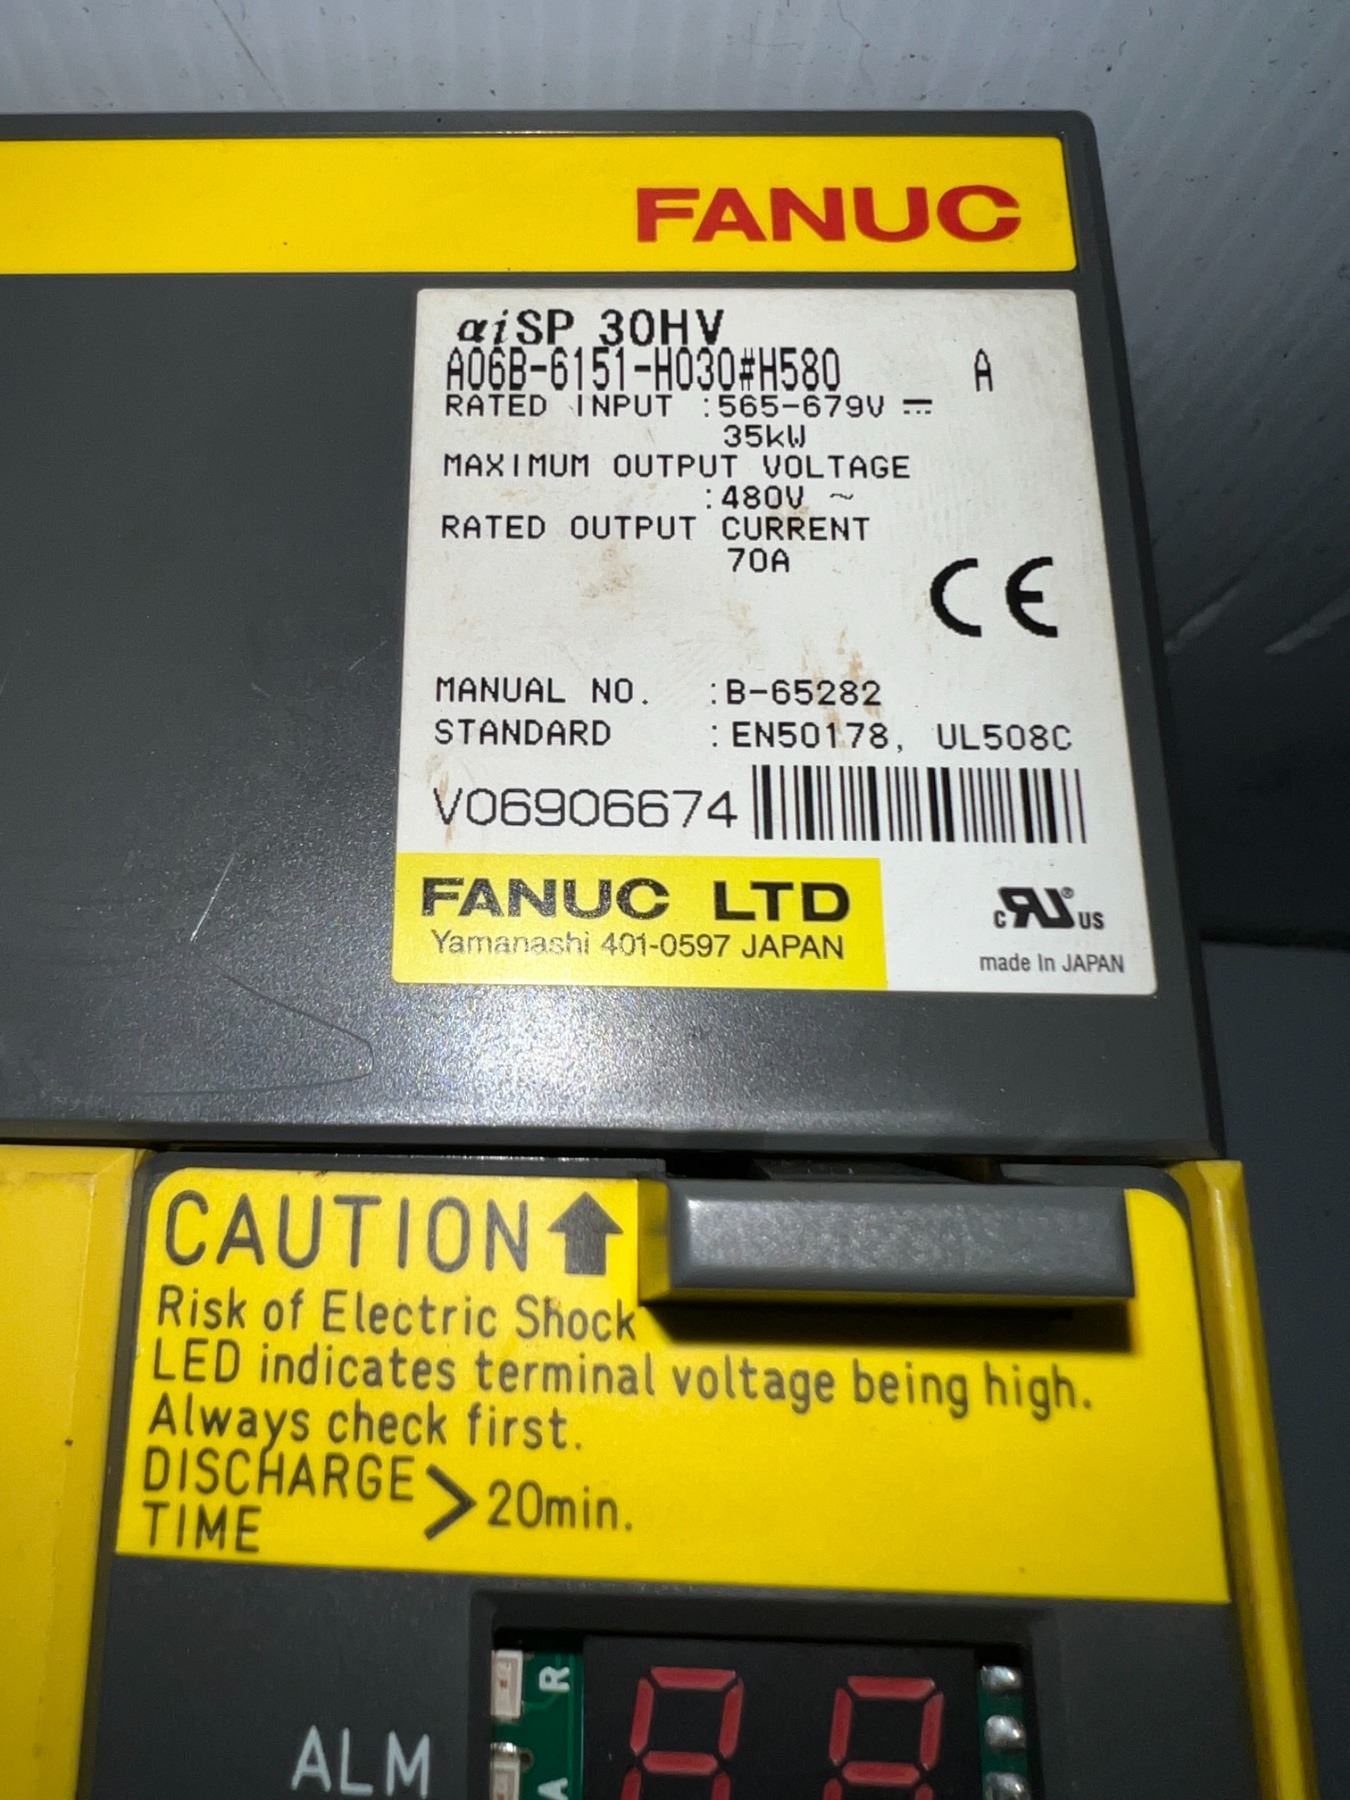 FANUC
αiSP 30HV
A06B-6151-H030#H580 A
RATED INPUT :565-679V ⎓
35kW
MAXIMUM OUTPUT VOLTAGE
:480V ~
RATED OUTPUT CURRENT
70A
CE
MANUAL NO. :B-65282
STANDARD :EN50178, UL508C
V06906674
FANUC LTD
Yamanashi 401-0597 JAPAN
c RU ® US
made In JAPAN
CAUTION
Risk of Electric Shock
LED indicates terminal voltage being high.
Always check first.
DISCHARGE
TIME > 20min.
R
ALM
A